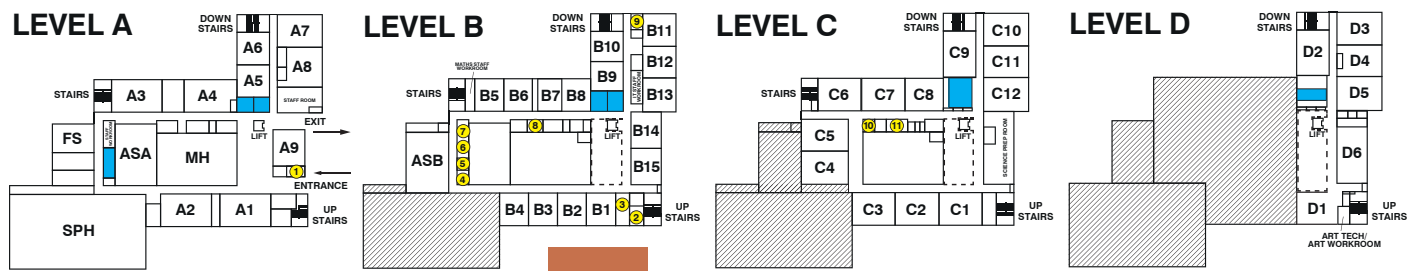 LEVEL A
DOWN
STAIRS
A7
A6
A8
A5
STAFF ROOM
STAIRS
A3
A4
EXIT
LIFT
FS
ASA
MH
A9
1
ENTRANCE
A2
A1
UP
STAIRS
SPH
LEVEL B
DOWN
STAIRS
9
B11
B10
B12
MATHS STAFF
WORKROOM
IT STAFF
WORKROOM
B9
B13
STAIRS
B5
B6
B7
B8
7
8
LIFT
B14
6
ASB
5
B15
4
B4
B3
B2
B1
3
2
UP
STAIRS
LEVEL C
DOWN
STAIRS
C10
C9
C11
STAIRS
C6
C7
C8
C12
10
11
LIFT
C5
SCIENCE PREP ROOM
C4
C3
C2
C1
UP
STAIRS
LEVEL D
DOWN
STAIRS
D3
D2
D4
D5
LIFT
D6
D1
UP
STAIRS
ART TECH/
ART WORKROOM